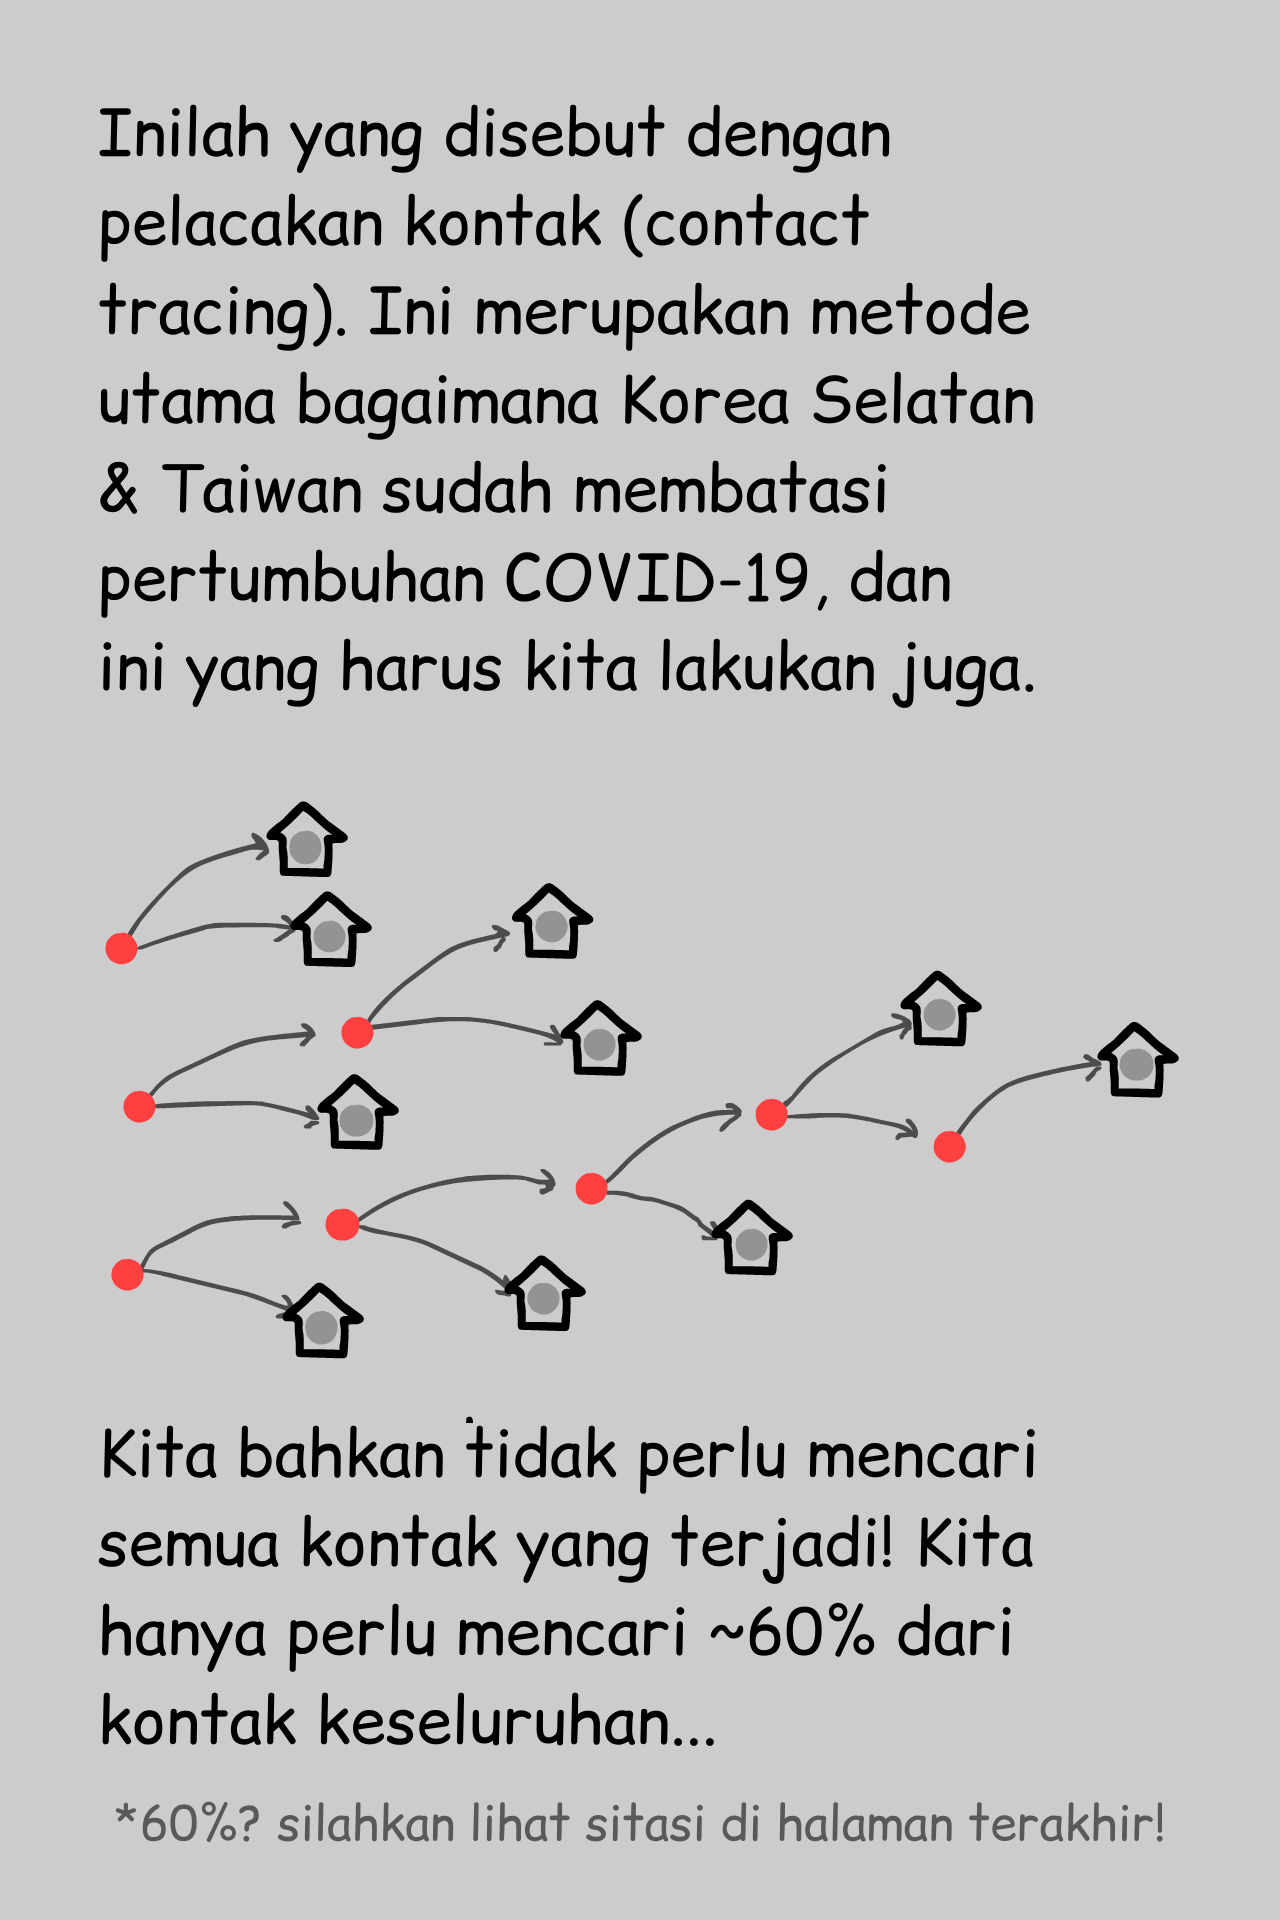 Inilah yang disebut dengan
pelacakan kontak (contact
tracing). Ini merupakan metode
utama bagaimana Korea Selatan
& Taiwan sudah membatasi
pertumbuhan COVID-19, dan
ini yang harus kita lakukan juga.
Kita bahkan tidak perlu mencari
semua kontak yang terjadi! Kita
hanya perlu mencari ~60% dari
kontak keseluruhan...
*60%? silahkan lihat sitasi di halaman terakhir!